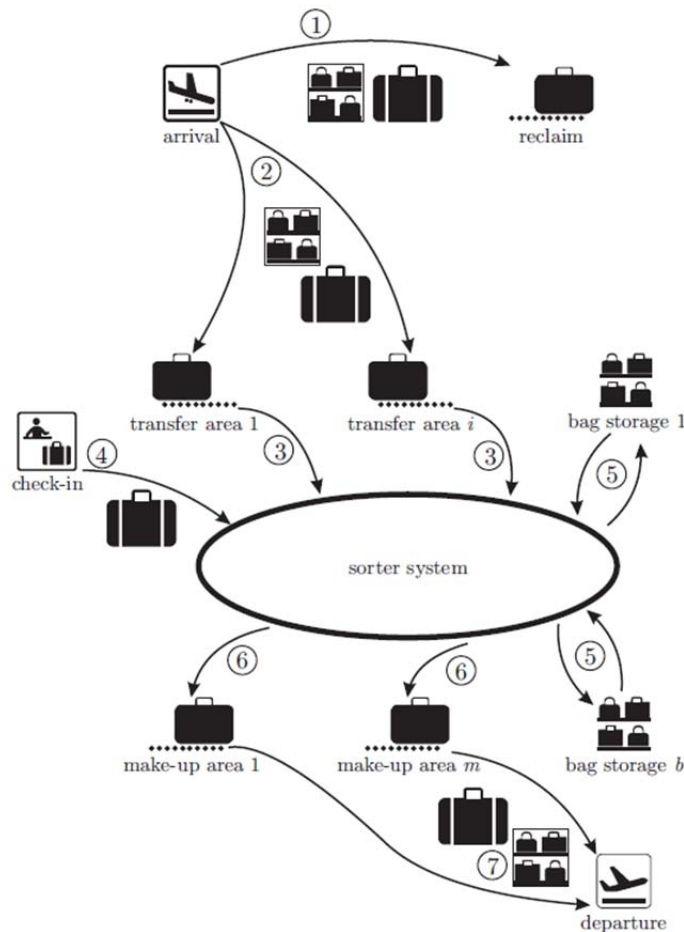 ①
arrival
reclaim
②
transfer area 1
transfer area i
bag storage 1
③
③
④
⑤
check-in
sorter system
⑥
⑥
⑤
make-up area 1
make-up area m
bag storage b
⑦
departure